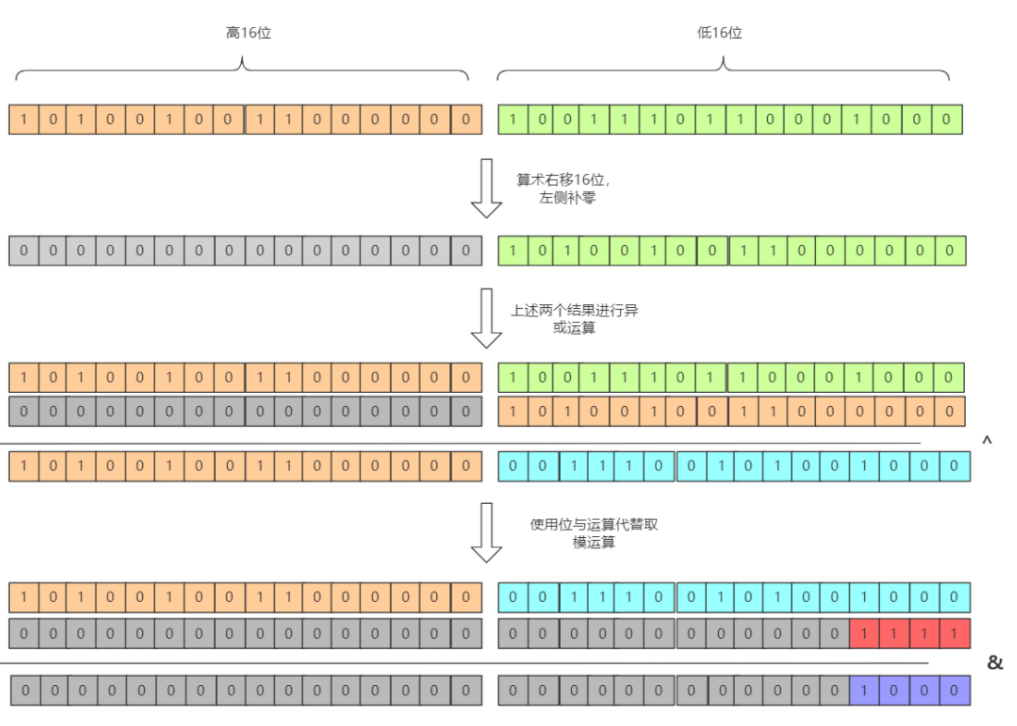 高16位 低16位
1 0 1 0 0 1 0 0 1 1 0 0 0 0 0 0 1 0 0 1 1 1 0 1 1 0 0 0 1 0 0 0
算术右移16位，
左侧补零
0 0 0 0 0 0 0 0 0 0 0 0 0 0 0 0 1 0 1 0 0 1 0 0 1 1 0 0 0 0 0 0
上述两个结果进行异
或运算
1 0 1 0 0 1 0 0 1 1 0 0 0 0 0 0 1 0 0 1 1 1 0 1 1 0 0 0 1 0 0 0
0 0 0 0 0 0 0 0 0 0 0 0 0 0 0 0 1 0 1 0 0 1 0 0 1 1 0 0 0 0 0 0
^
1 0 1 0 0 1 0 0 1 1 0 0 0 0 0 0 0 0 1 1 1 0 0 1 0 1 0 0 1 0 0 0
使用位与运算代替取
模运算
1 0 1 0 0 1 0 0 1 1 0 0 0 0 0 0 0 0 1 1 1 0 0 1 0 1 0 0 1 0 0 0
0 0 0 0 0 0 0 0 0 0 0 0 0 0 0 0 0 0 0 0 0 0 0 0 0 0 0 0 1 1 1 1
&
0 0 0 0 0 0 0 0 0 0 0 0 0 0 0 0 0 0 0 0 0 0 0 0 0 0 0 0 1 0 0 0